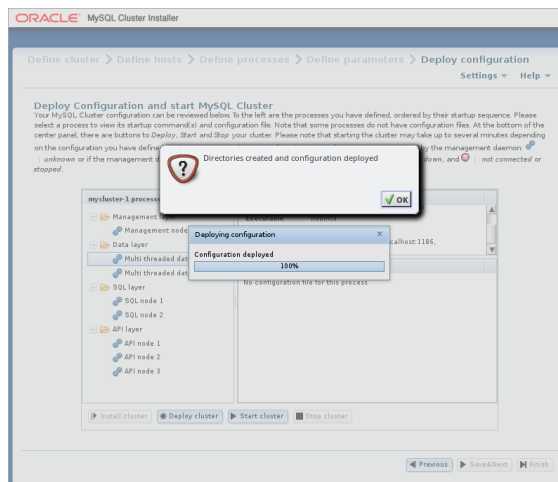 ORACLE MySQL Cluster Installer
Define cluster > Define hosts > Define processes > Define parameters > Deploy configuration
Settings Help
Deploy Configuration and start MySQL Cluster
Your MySQL Cluster configuration can be reviewed below. To the left are the processes you have defined, ordered by their startup sequence. Please
select a process to view its startup command(s) and configuration file. Note that some processes do not have configuration files. At the bottom of the
center panel, there are buttons to Deploy, Start and Stop your cluster. Please note that starting the cluster may take up to several minutes depending
on the configuration you have define
by the management daemon:
: unknown or if the management d
down, and : not connected or
stopped.
Directories created and configuration deployed
OK
mycluster-1 processe
Management layer
Management node
Data layer
Multi threaded dat
Multi threaded dat
SQL layer
SQL node 1
SQL node 2
API layer
API node 1
API node 2
API node 3
Executable
calhost:1186,
No configuration file for this process
Deploying configuration
Configuration deployed
100%
Install cluster Deploy cluster Start cluster Stop cluster
Previous Save&Next Finish